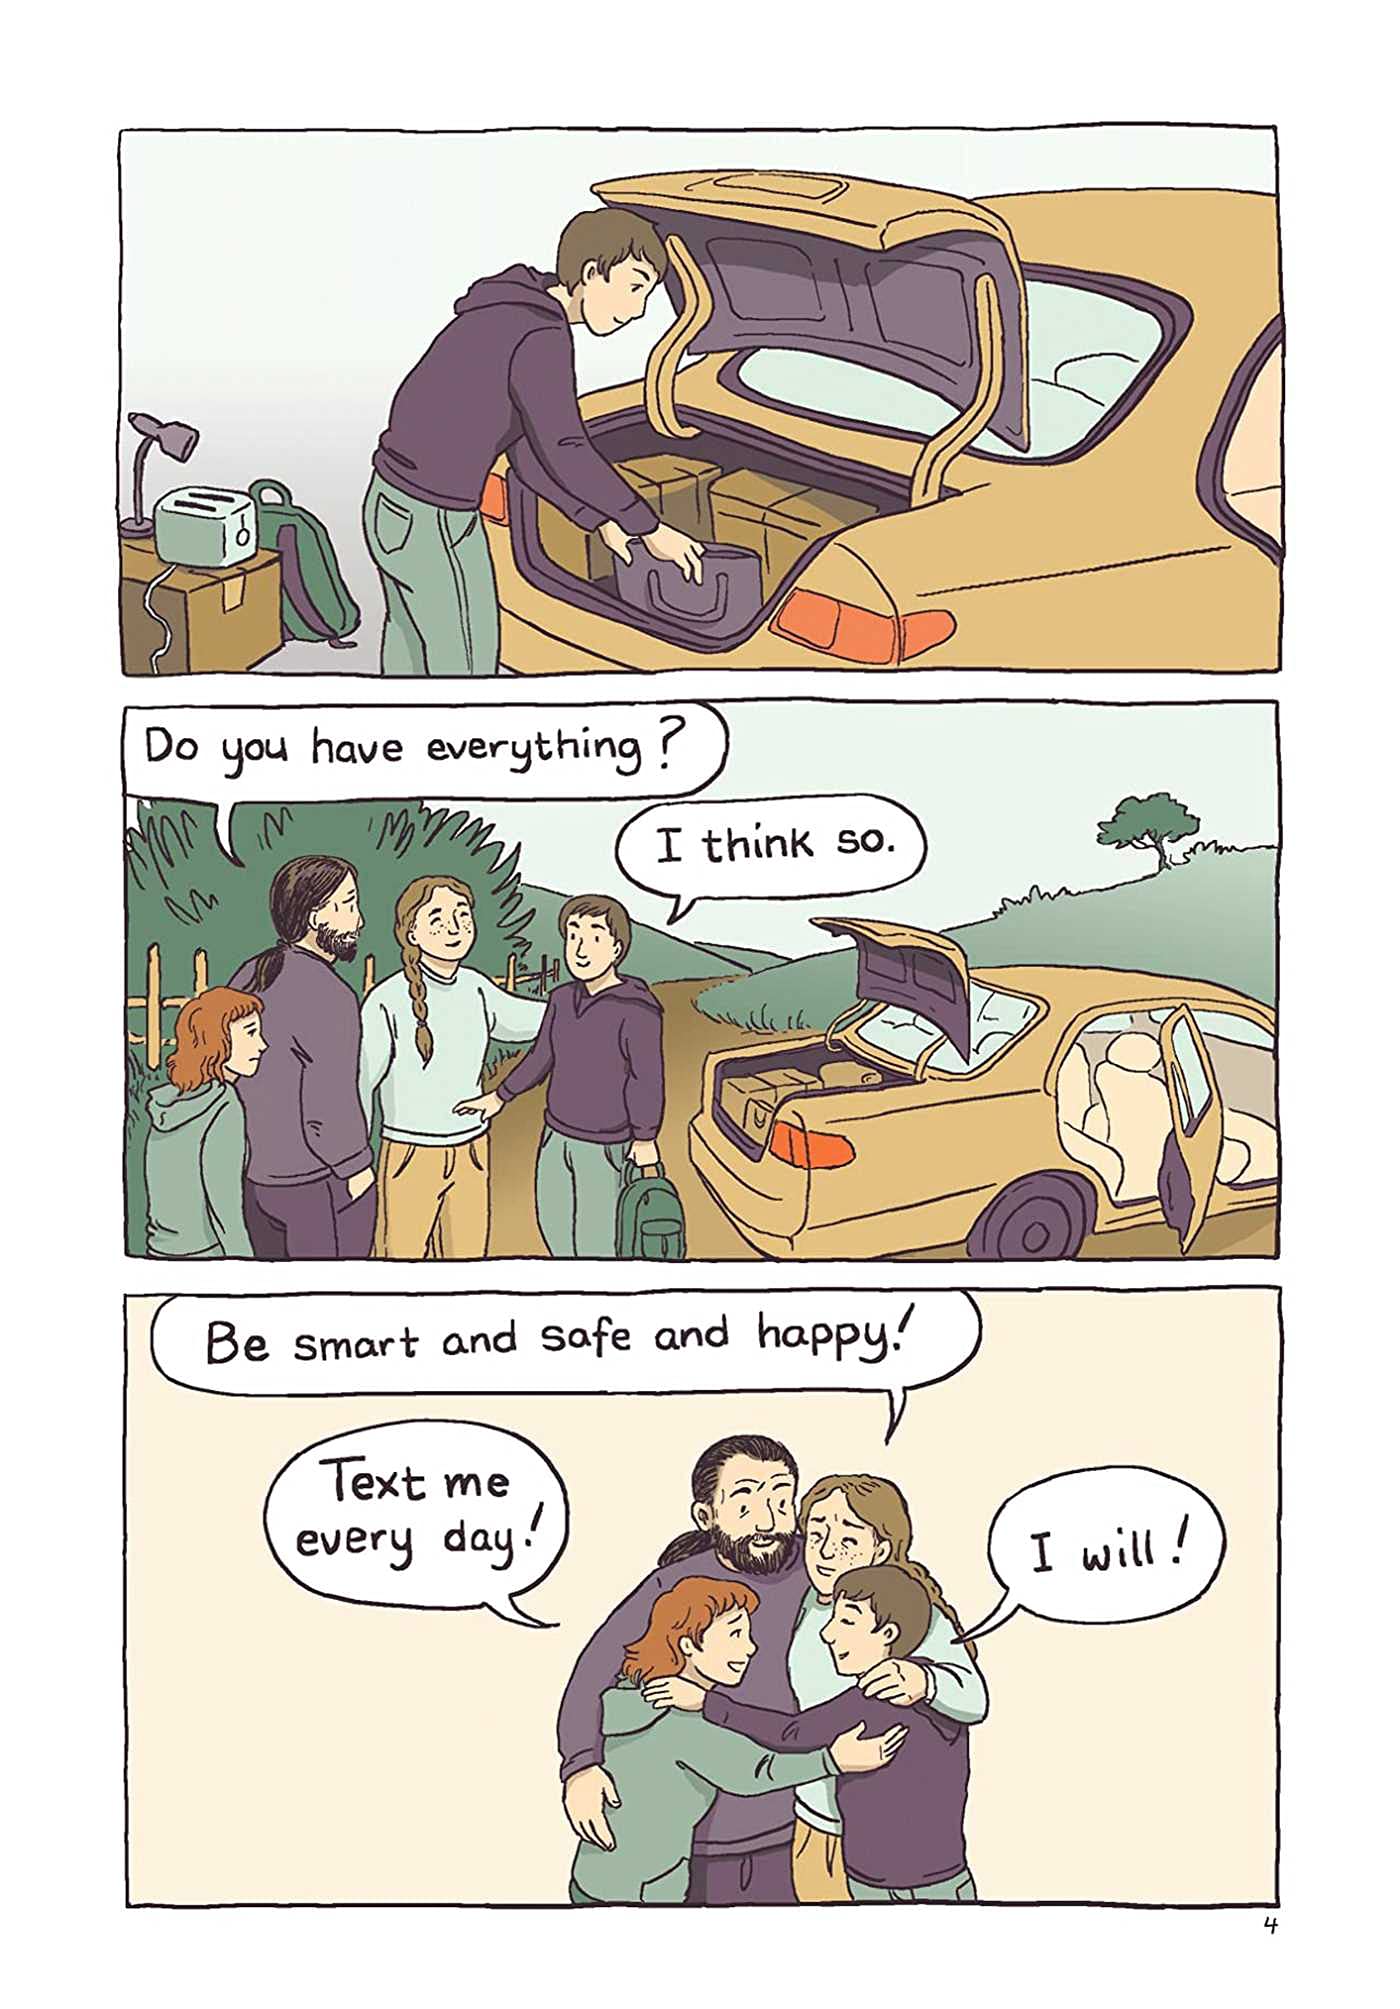 Do you have everything?
I think so.
Be smart and safe and happy!
Text me
every day!
I will!
4